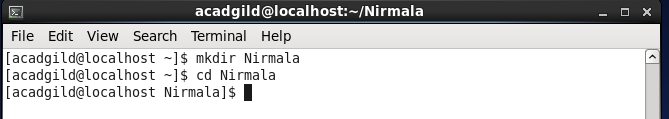 acadgild@localhost:~/Nirmala
File Edit View Search Terminal Help
[acadgild@localhost ~]$ mkdir Nirmala
[acadgild@localhost ~]$ cd Nirmala
[acadgild@localhost Nirmala]$